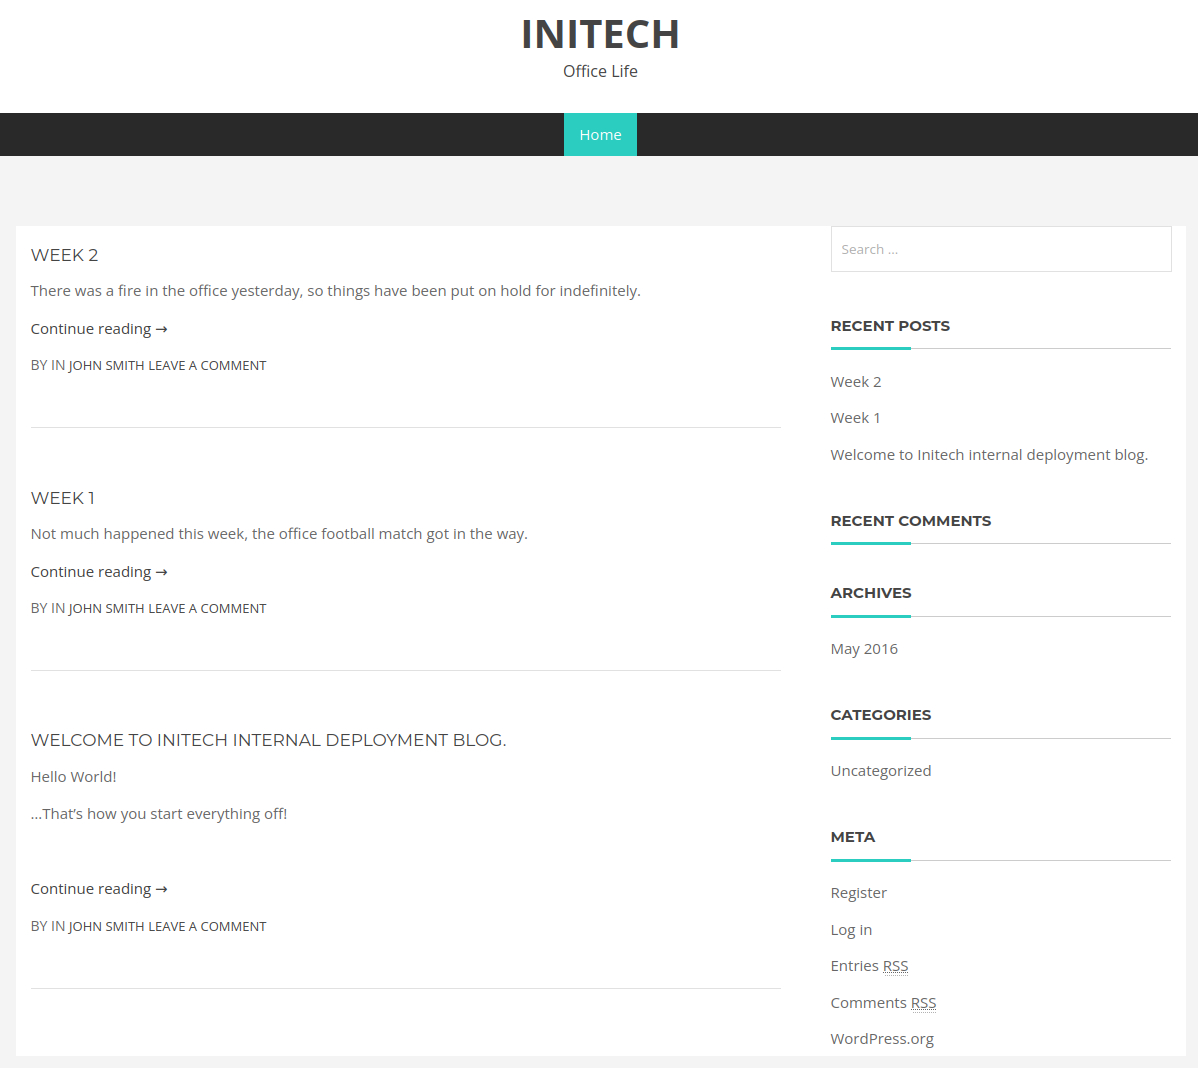 INITECH
Office Life
Home
WEEK 2
There was a fire in the office yesterday, so things have been put on hold for indefinitely.
Continue reading →
BY IN JOHN SMITH LEAVE A COMMENT
WEEK 1
Not much happened this week, the office football match got in the way.
Continue reading →
BY IN JOHN SMITH LEAVE A COMMENT
WELCOME TO INITECH INTERNAL DEPLOYMENT BLOG.
Hello World!
…That’s how you start everything off!
Continue reading →
BY IN JOHN SMITH LEAVE A COMMENT
Search …
RECENT POSTS
Week 2
Week 1
Welcome to Initech internal deployment blog.
RECENT COMMENTS
ARCHIVES
May 2016
CATEGORIES
Uncategorized
META
Register
Log in
Entries RSS
Comments RSS
WordPress.org